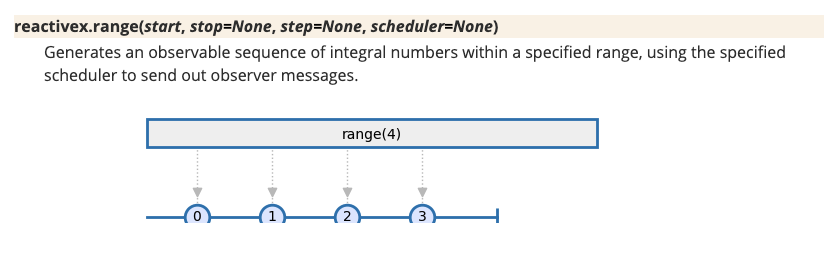 reactivex.range(start, stop=None, step=None, scheduler=None)
Generates an observable sequence of integral numbers within a specified range, using the specified
scheduler to send out observer messages.
range(4)
0 1 2 3